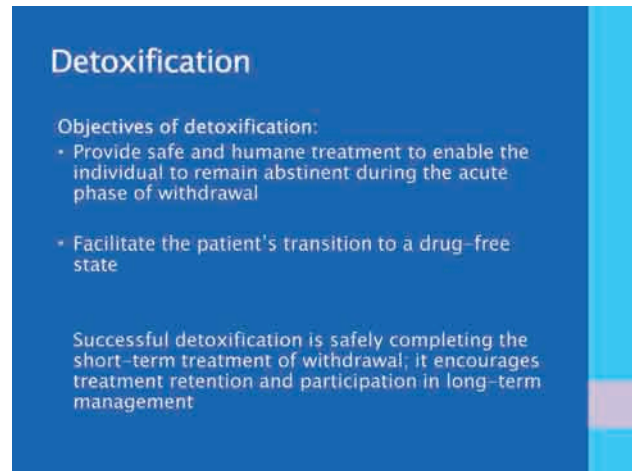 Detoxification
Objectives of detoxification:
• Provide safe and humane treatment to enable the
individual to remain abstinent during the acute
phase of withdrawal
• Facilitate the patient's transition to a drug-free
state
Successful detoxification is safely completing the
short-term treatment of withdrawal; it encourages
treatment retention and participation in long-term
management